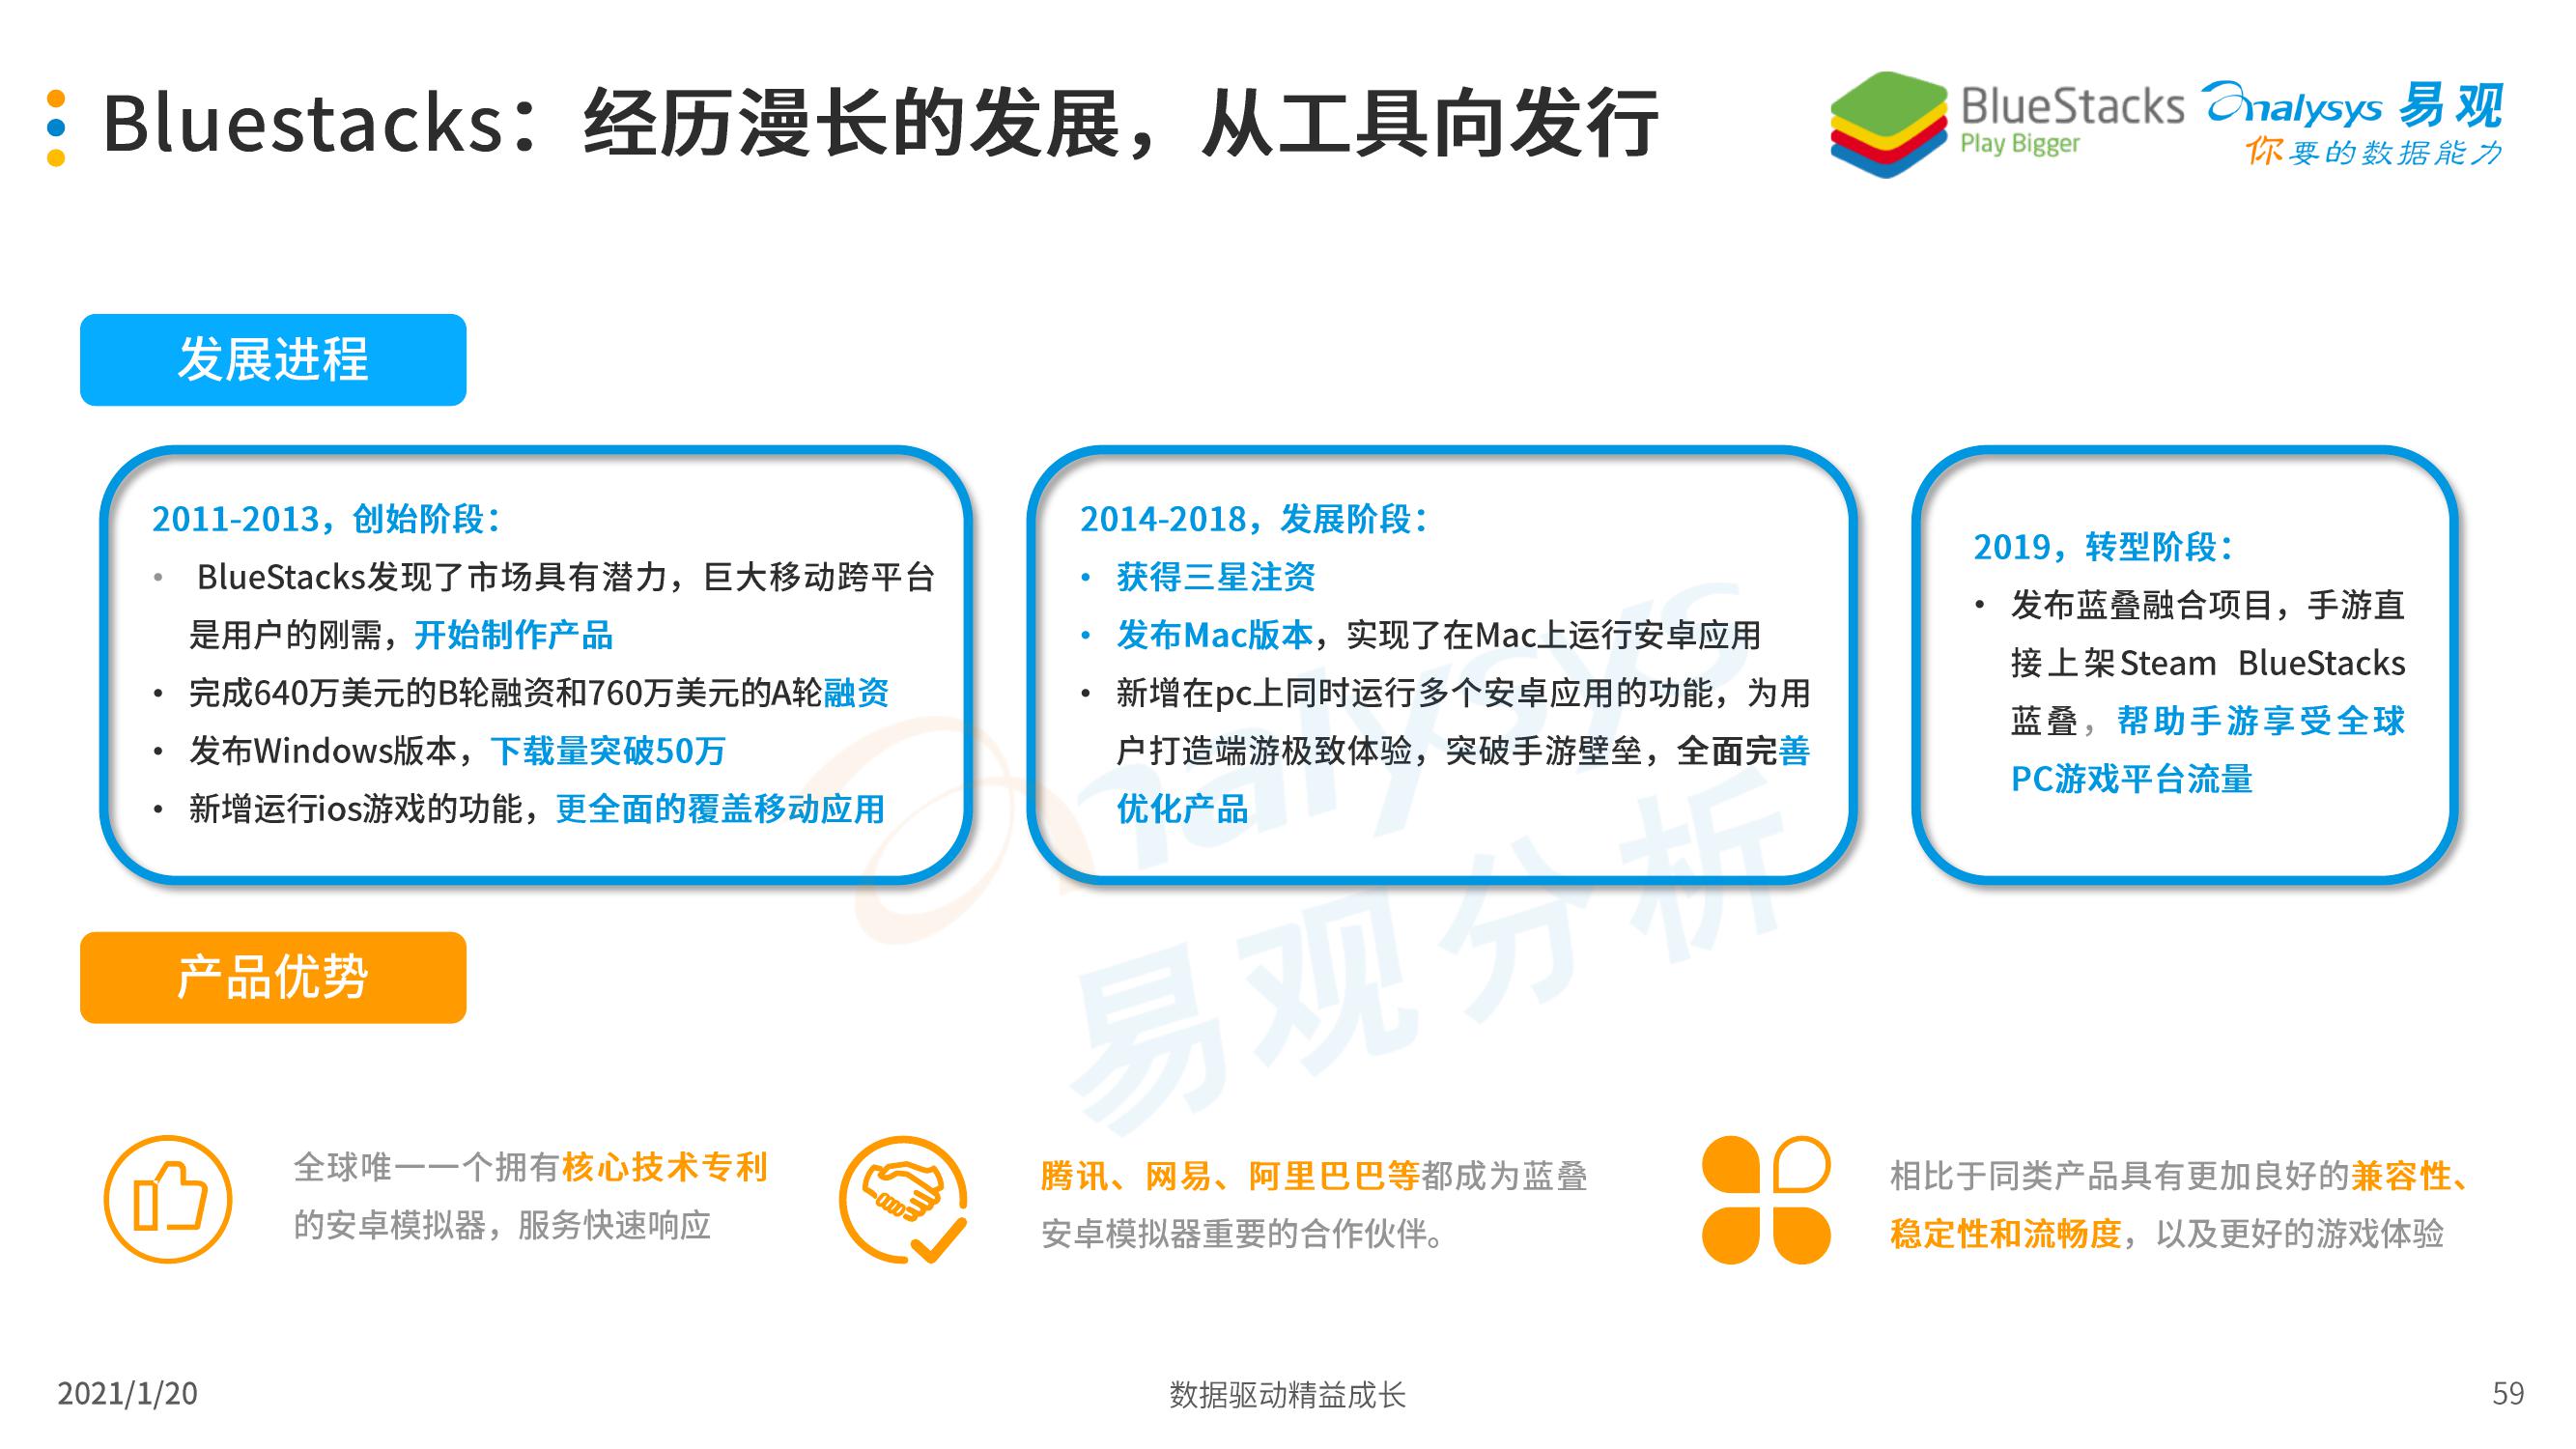 Bluestacks：经历漫长的发展，从工具向发行
BlueStacks
Play Bigger
analysys 易观
你要的数据能力
发展进程
2011-2013，创始阶段：
• BlueStacks发现了市场具有潜力，巨大移动跨平台
是用户的刚需，开始制作产品
• 完成640万美元的B轮融资和760万美元的A轮融资
• 发布Windows版本，下载量突破50万
• 新增运行ios游戏的功能，更全面的覆盖移动应用
2014-2018，发展阶段：
• 获得三星注资
• 发布Mac版本，实现了在Mac上运行安卓应用
• 新增在pc上同时运行多个安卓应用的功能，为用
户打造端游极致体验，突破手游壁垒，全面完善
优化产品
2019，转型阶段：
• 发布蓝叠融合项目，手游直
接上架Steam BlueStacks
蓝叠，帮助手游享受全球
PC游戏平台流量
analysys
易观分析
产品优势
全球唯一一个拥有核心技术专利
的安卓模拟器，服务快速响应
腾讯、网易、阿里巴巴等都成为蓝叠
安卓模拟器重要的合作伙伴。
相比于同类产品具有更加良好的兼容性、
稳定性和流畅度，以及更好的游戏体验
2021/1/20
数据驱动精益成长
59